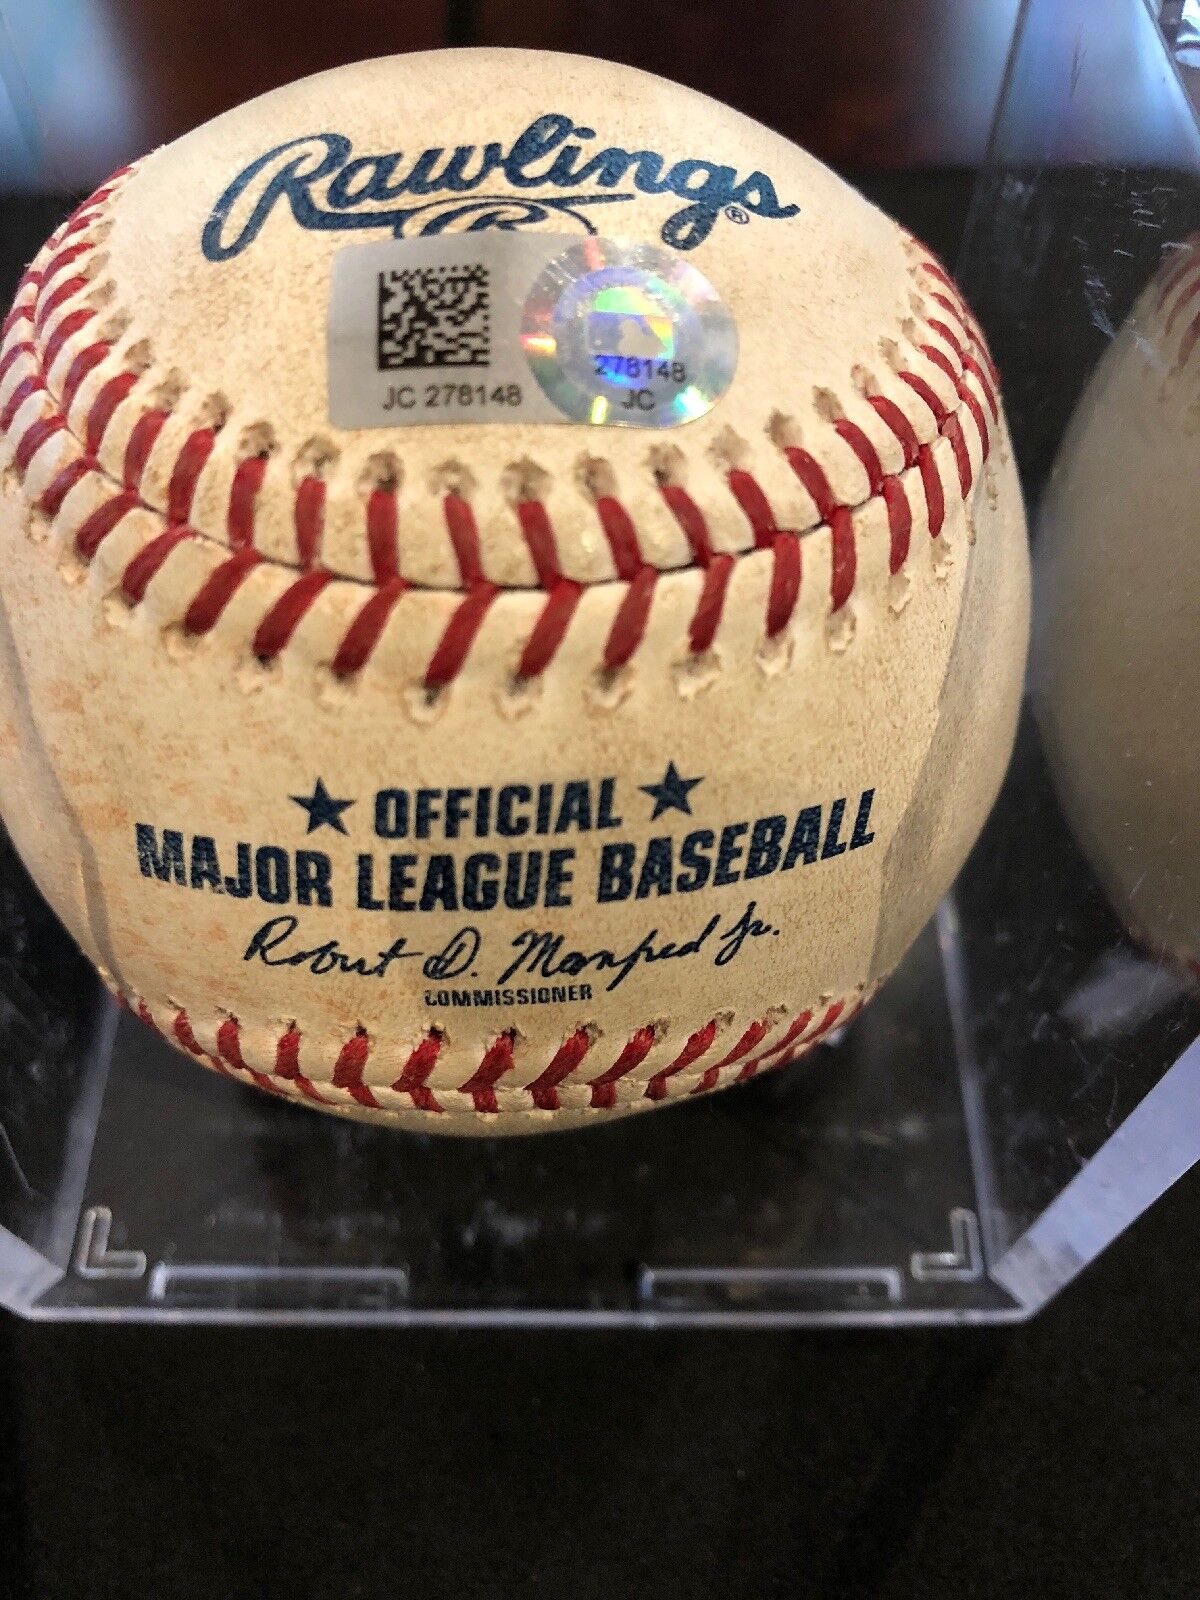 Rawlings®
R
JC 278148
278148
JC
★ OFFICIAL ★
MAJOR LEAGUE BASEBALL
Robert D. Manfred Jr.
COMMISSIONER